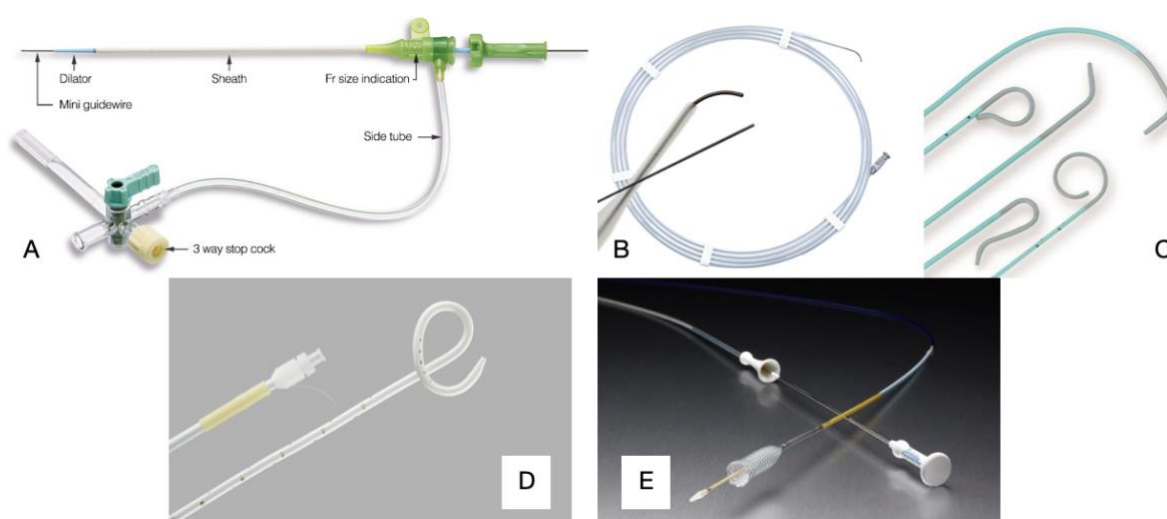 Dilator
Sheath
Fr size indication
Mini guidewire
Side tube
3 way stop cock
A
B
C
D
E